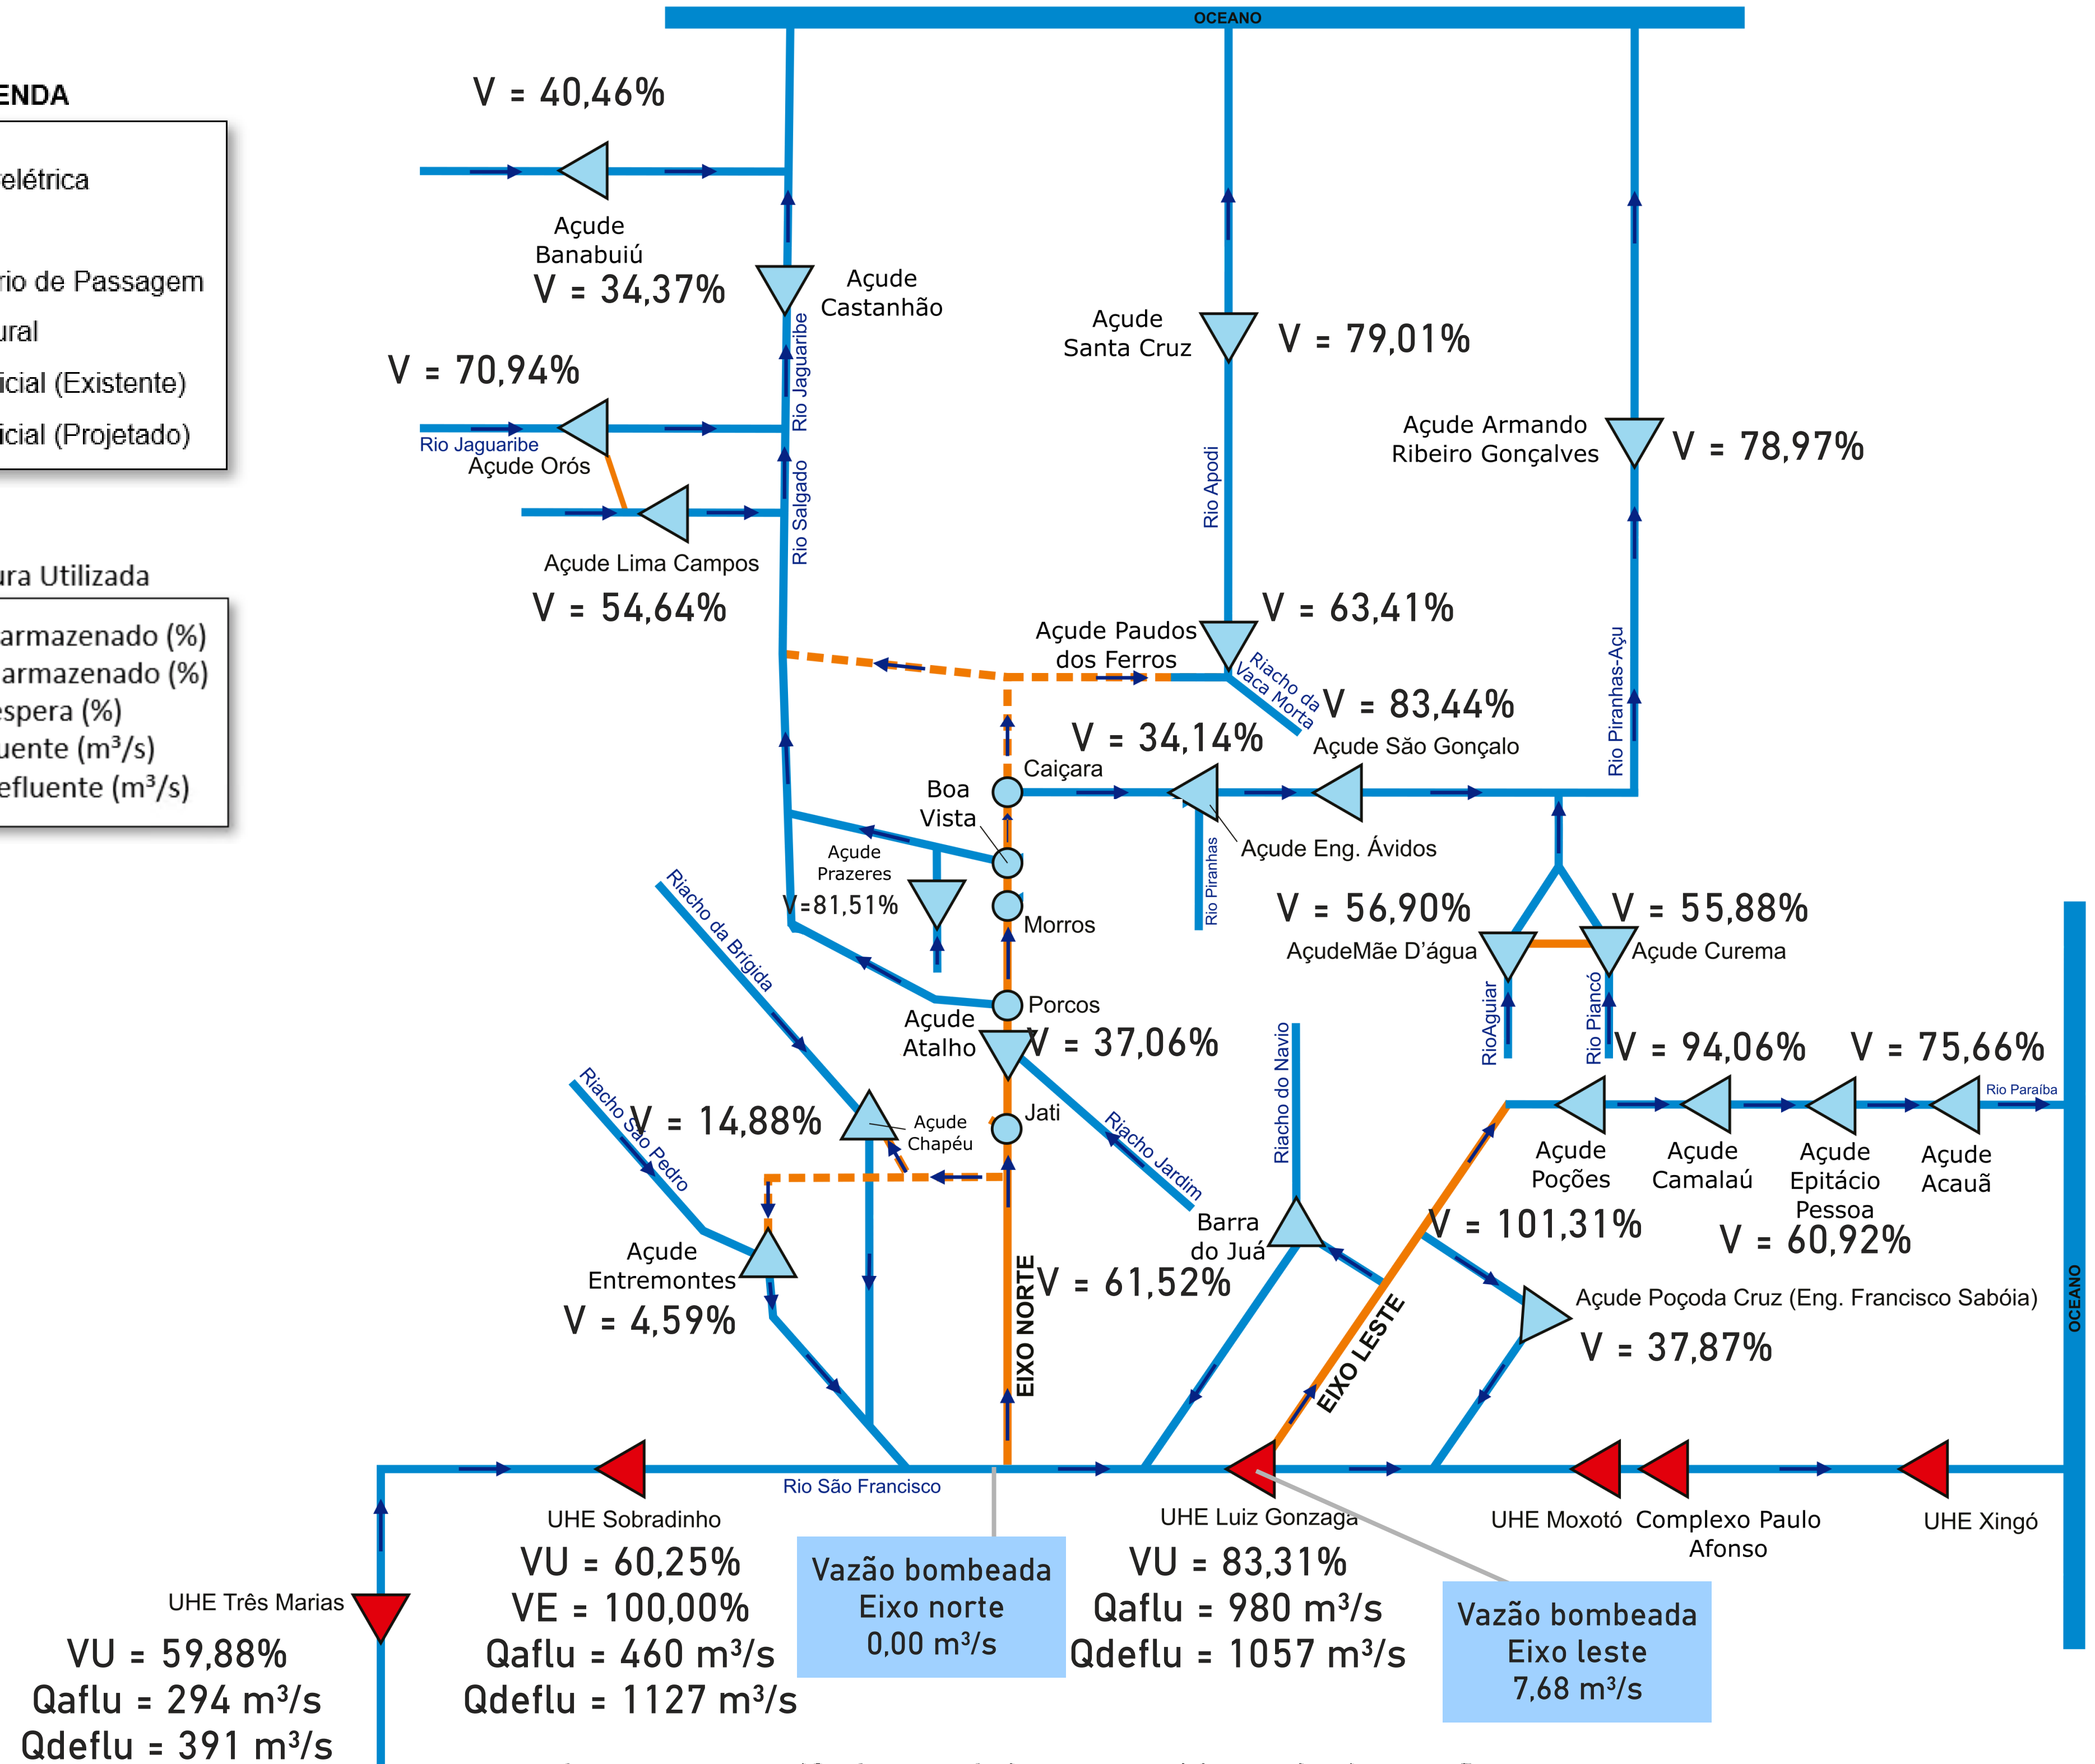 OCEANO
ENDA
elétrica
rio de Passagem
ural
icial (Existente)
icial (Projetado)
ura Utilizada
armazenado (%)
armazenado (%)
espera (%)
uente (m³/s)
efluente (m³/s)
V = 40,46%
Açude
Banabuiú
V = 34,37%
Açude
Castanhão
Rio Jaguaribe
V = 70,94%
Rio Jaguaribe
Açude Orós
Rio Salgado
Açude Lima Campos
V = 54,64%
Açude
Santa Cruz
V = 79,01%
Rio Apodi
Açude Armando
Ribeiro Gonçalves
V = 78,97%
Rio Piranhas-Açu
V = 63,41%
Açude Paudos
dos Ferros
Riacho da
Vaca Morta
V = 83,44%
Açude São Gonçalo
V = 34,14%
Caiçara
Boa
Vista
Açude Eng. Ávidos
Rio Piranhas
Açude
Prazeres
V=81,51%
Morros
Porcos
Açude
Atalho
V = 37,06%
Riacho da Brígida
Riacho São Pedro
V = 14,88%
Açude
Chapéu
Jati
Riacho Jardim
Riacho do Navio
V = 56,90%
V = 55,88%
AçudeMãe D'água
Açude Curema
RioAguiar
Rio Piancó
V = 94,06%
V = 75,66%
Rio Paraíba
Açude
Poções
Açude
Camalaú
Açude
Epitácio
Pessoa
Açude
Acauã
V = 101,31%
V = 60,92%
Barra
do Juá
V = 61,52%
Açude
Entremontes
V = 4,59%
EIXO NORTE
EIXO LESTE
Açude Poçoda Cruz (Eng. Francisco Sabóia)
V = 37,87%
OCEANO
Rio São Francisco
UHE Sobradinho
VU = 60,25%
VE = 100,00%
Qaflu = 460 m³/s
Qdeflu = 1127 m³/s
Vazão bombeada
Eixo norte
0,00 m³/s
UHE Luiz Gonzaga
VU = 83,31%
Qaflu = 980 m³/s
Qdeflu = 1057 m³/s
Vazão bombeada
Eixo leste
7,68 m³/s
UHE Moxotó
Complexo Paulo
Afonso
UHE Xingó
UHE Três Marias
VU = 59,88%
Qaflu = 294 m³/s
Qdeflu = 391 m³/s